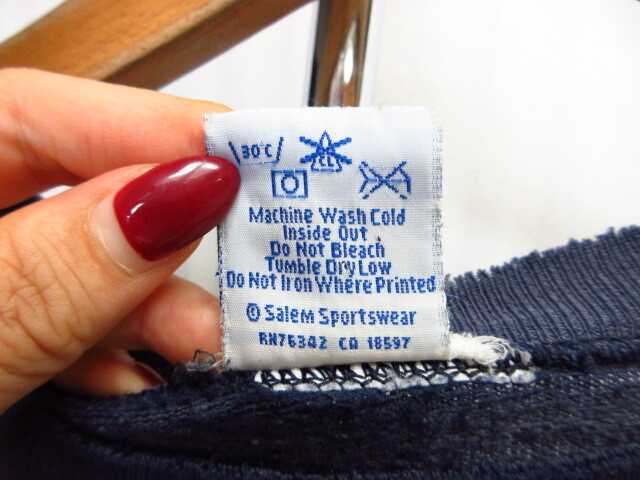 30°C
CL
Machine Wash Cold
Inside Out
Do Not Bleach
Tumble Dry Low
Do Not Iron Where Printed
© Salem Sportswear
RN76342 CA 18597